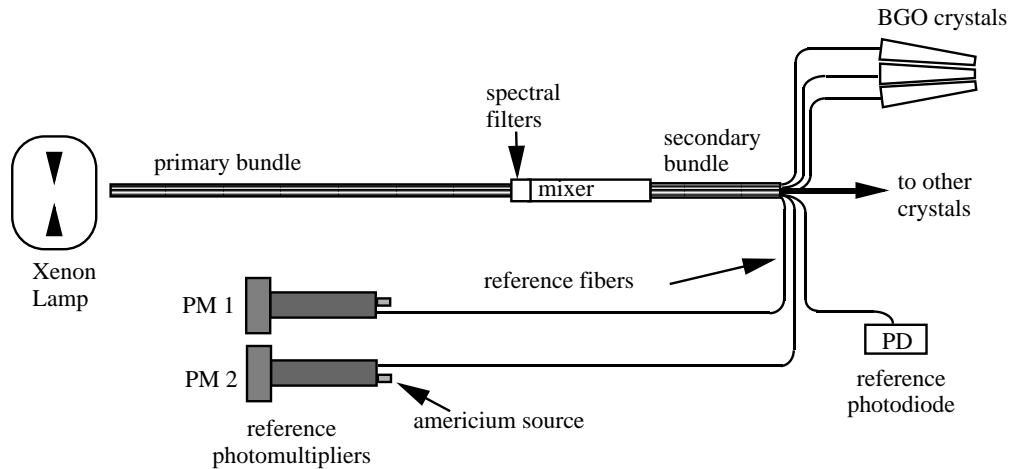 BGO crystals
spectral
filters
secondary
bundle
primary bundle
mixer
to other
crystals
Xenon
Lamp
reference fibers
PM 1
PD
PM 2
reference
photodiode
americium source
reference
photomultipliers